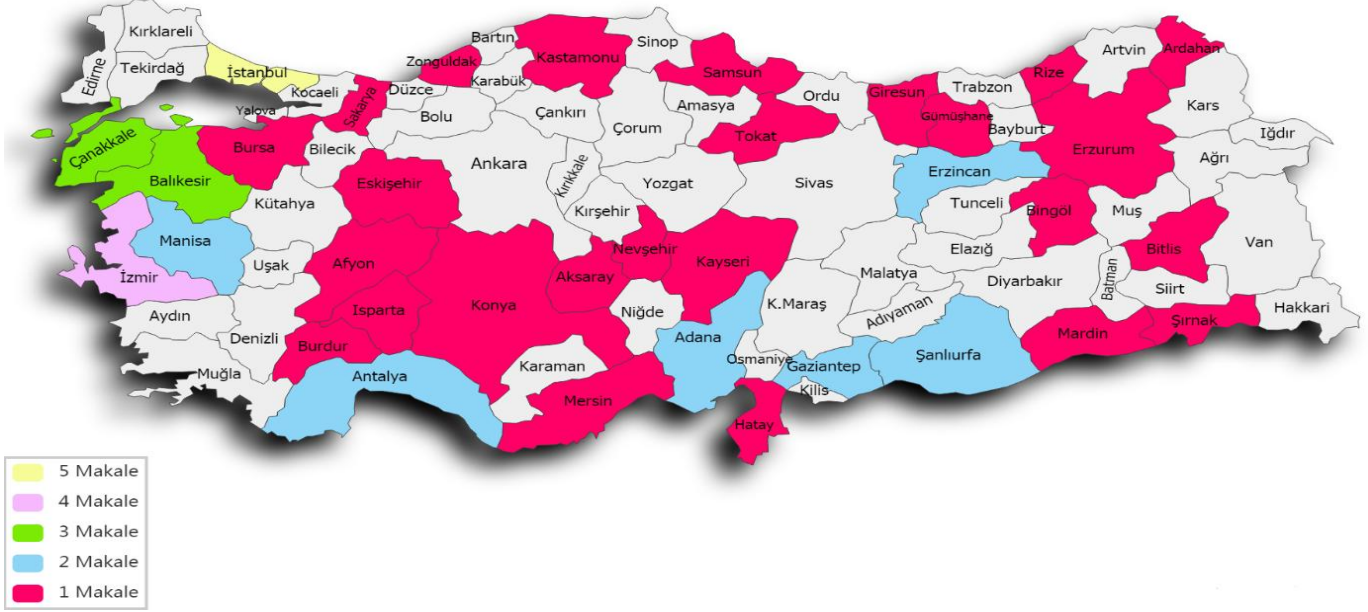 Kırklareli
Edirne
Tekirdağ
İstanbul
Kocaeli
Yalova
Sakarya
Düzce
Zonguldak
Bartın
Karabük
Kastamonu
Sinop
Samsun
Bolu
Çankırı
Çorum
Amasya
Tokat
Ordu
Giresun
Gümüşhane
Trabzon
Bayburt
Rize
Artvin
Ardahan
Kars
Iğdır
Ağrı
Erzurum
Erzincan
Çanakkale
Balıkesir
Bursa
Bilecik
Eskişehir
Ankara
Kırıkkale
Kırşehir
Yozgat
Sivas
Tunceli
Bingöl
Muş
Bitlis
Van
Kütahya
Manisa
İzmir
Uşak
Afyon
Konya
Aksaray
Nevşehir
Kayseri
Malatya
Elazığ
Diyarbakır
Batman
Siirt
Hakkari
Şırnak
Mardin
Aydın
Denizli
Isparta
Burdur
Niğde
Adana
K.Maraş
Adıyaman
Şanlıurfa
Muğla
Antalya
Karaman
Mersin
Osmaniye
Gaziantep
Kilis
Hatay
5 Makale
4 Makale
3 Makale
2 Makale
1 Makale